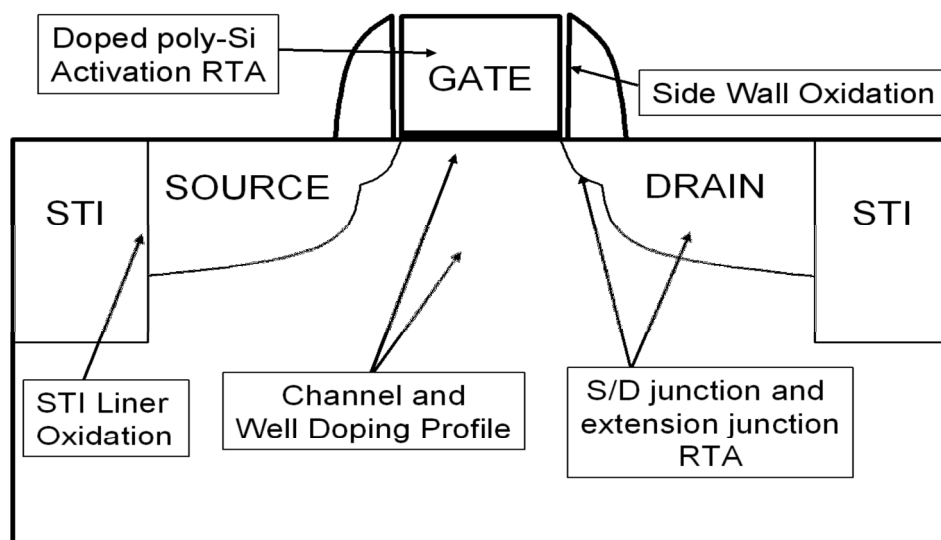 Doped poly-Si
Activation RTA
GATE
Side Wall Oxidation
STI
SOURCE
DRAIN
STI
STI Liner
Oxidation
Channel and
Well Doping Profile
S/D junction and
extension junction
RTA